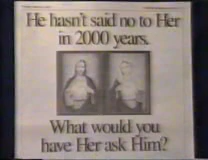 He hasn't said no to Her
in 2000 years.
What would you
have Her ask Him?